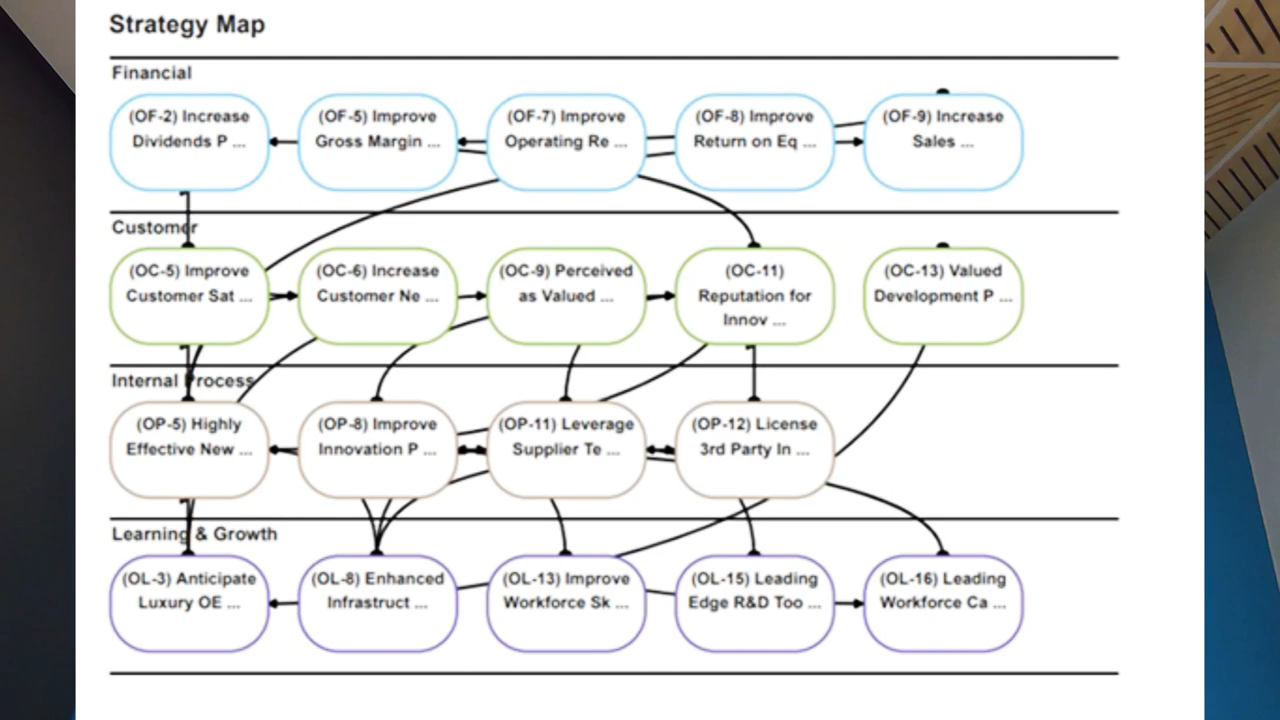 Strategy Map
Financial
(OF-2) Increase
Dividends P ...
(OF-5) Improve
Gross Margin ...
(OF-7) Improve
Operating Re ...
(OF-8) Improve
Return on Eq ...
(OF-9) Increase
Sales ...
Customer
(OC-5) Improve
Customer Sat ...
(OC-6) Increase
Customer Ne ...
(OC-9) Perceived
as Valued ...
(OC-11)
Reputation for
Innov ...
(OC-13) Valued
Development P ...
Internal Process
(OP-5) Highly
Effective New ...
(OP-8) Improve
Innovation P ...
(OP-11) Leverage
Supplier Te ...
(OP-12) License
3rd Party In ...
Learning & Growth
(OL-3) Anticipate
Luxury OE ...
(OL-8) Enhanced
Infrastruct ...
(OL-13) Improve
Workforce Sk ...
(OL-15) Leading
Edge R&D Too ...
(OL-16) Leading
Workforce Ca ...